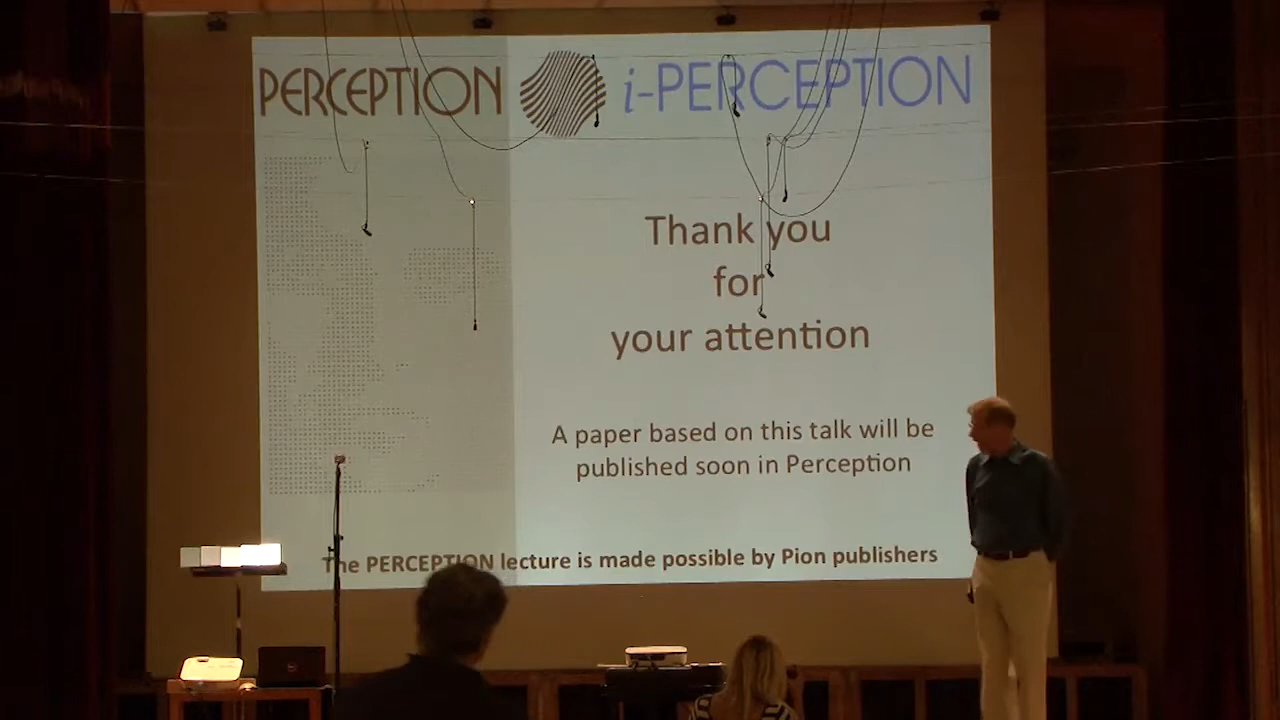 PERCEPTION i-PERCEPTION
Thank you
for
your attention
A paper based on this talk will be
published soon in Perception
The PERCEPTION lecture is made possible by Pion publishers